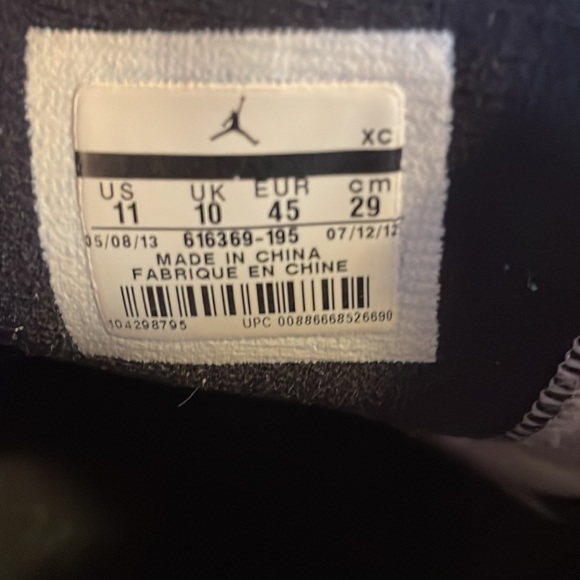 XC
US UK EUR cm
11 10 45 29
05/08/13 616369-195 07/12/12
MADE IN CHINA
FABRIQUE EN CHINE
104298795 UPC 00886668526690